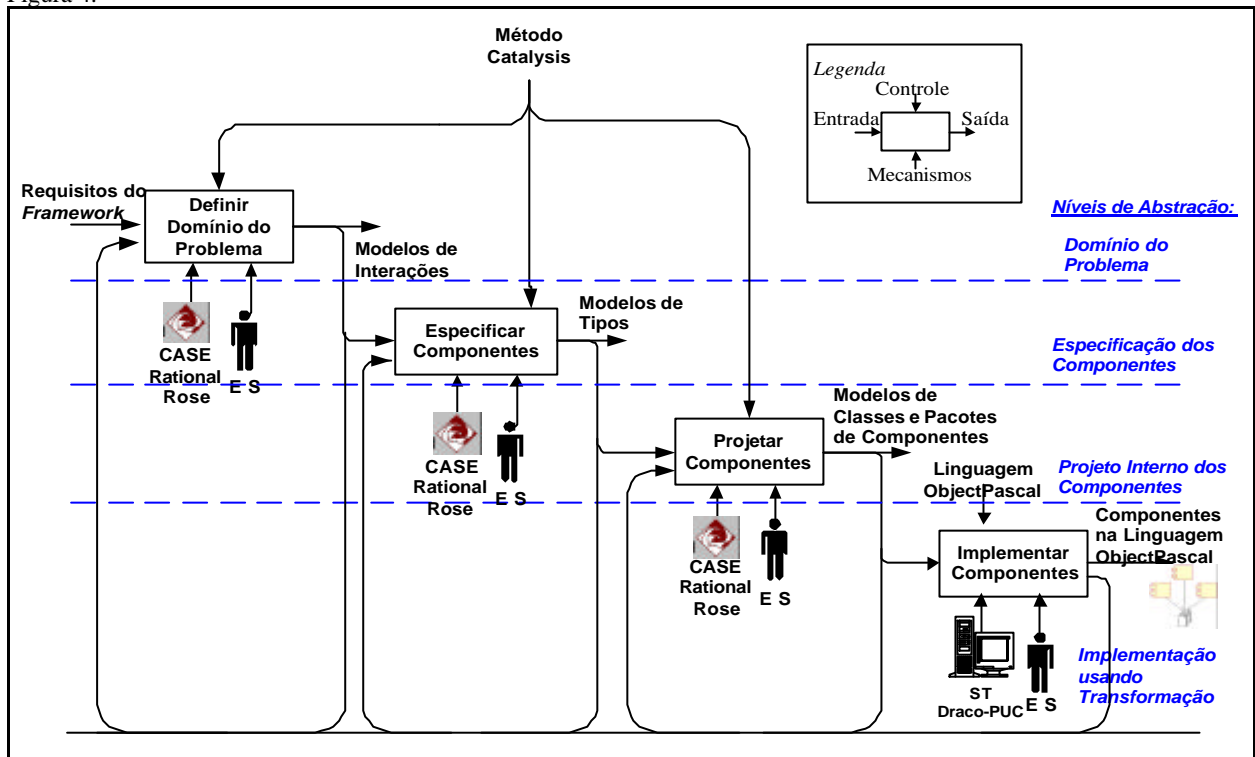 Figura 4.
Método
Catalysis
Legenda
Controle
Entrada
Saída
Mecanismos
Requisitos do
Framework
Definir
Domínio do
Problema
Modelos de
Interações
Níveis de Abstração:
Domínio do
Problema
CASE
Rational
Rose
E S
Especificar
Componentes
Modelos de
Tipos
Especificação dos
Componentes
CASE
Rational
Rose
E S
Projetar
Componentes
Modelos de
Classes e Pacotes
de Componentes
Projeto Interno dos
Componentes
CASE
Rational
Rose
E S
Linguagem
ObjectPascal
Implementar
Componentes
Componentes
na Linguagem
ObjectPascal
ST
Draco-PUC
E S
Implementação
usando
Transformação